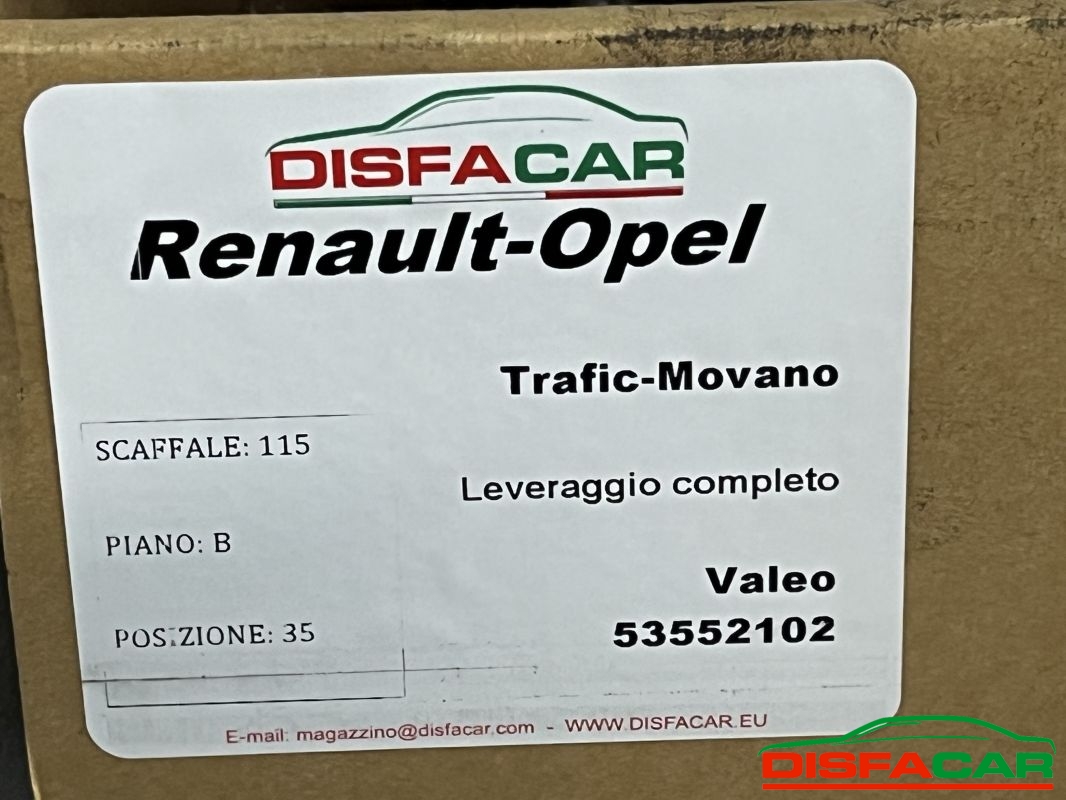 DISFACAR
Renault-Opel
Trafic-Movano
SCAFFALE: 115
Leveraggio completo
PIANO: B
Valeo
POSIZIONE: 35
53552102
E-mail: magazzino@disfacar.com - WWW.DISFACAR.EU
DISFACAR